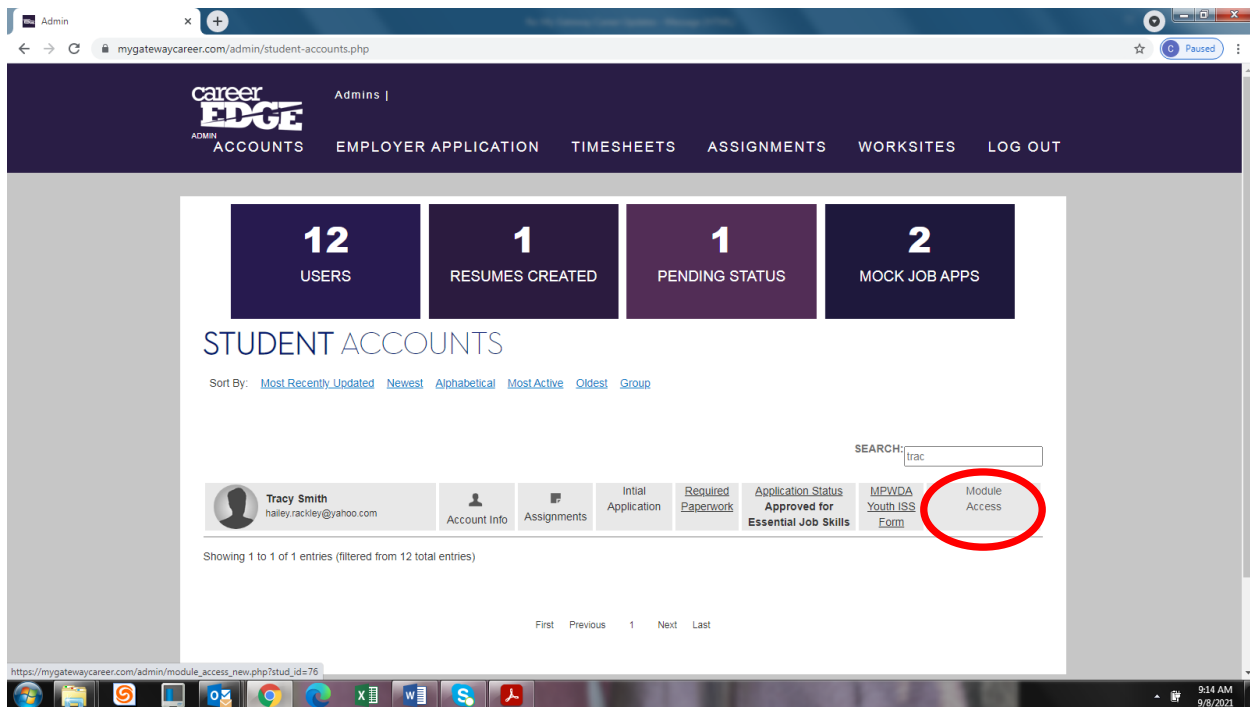 Admin
mygatewaycareer.com/admin/student-accounts.php
C Paused
career
EDGE
ADMIN
Admins |
ACCOUNTS EMPLOYER APPLICATION TIMESHEETS ASSIGNMENTS WORKSITES LOG OUT
12 1 1 2
USERS RESUMES CREATED PENDING STATUS MOCK JOB APPS
STUDENT ACCOUNTS
Sort By: Most Recently Updated Newest Alphabetical Most Active Oldest Group
SEARCH: trac
Tracy Smith
hailey.rackley@yahoo.com
Account Info
Assignments
Intial
Application
Required
Paperwork
Application Status
Approved for
Essential Job Skills
MPWDA
Youth ISS
Form
Module
Access
Showing 1 to 1 of 1 entries (filtered from 12 total entries)
First Previous 1 Next Last
https://mygatewaycareer.com/admin/module_access_new.php?stud_id=76
9:14 AM
9/8/2021